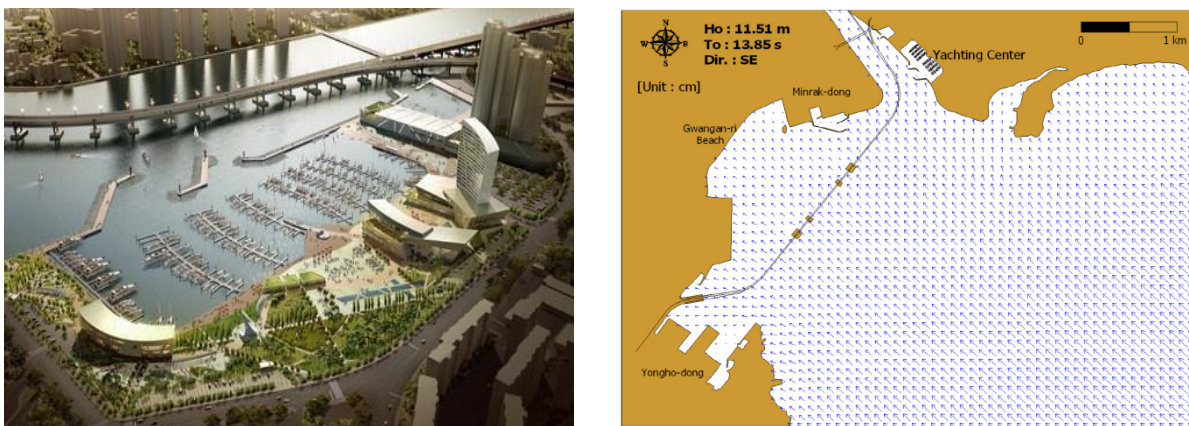 N
W
E
S
Ho : 11.51 m
To : 13.85 s
Dir. : SE
[Unit : cm]
0
1 km
Yachting Center
Minrak-dong
Gwangan-ri
Beach
Yongho-dong